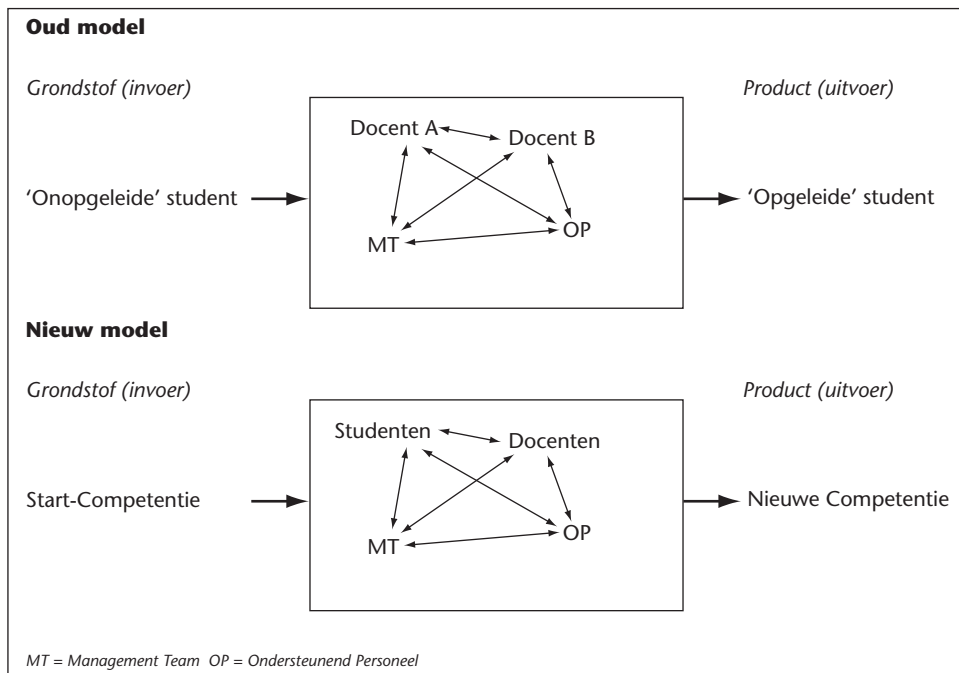 Oud model
Grondstof (invoer) Product (uitvoer)
Docent A Docent B
'Onopgeleide' student 'Opgeleide' student
MT OP
Nieuw model
Grondstof (invoer) Product (uitvoer)
Studenten Docenten
Start-Competentie Nieuwe Competentie
MT OP
MT = Management Team OP = Ondersteunend Personeel